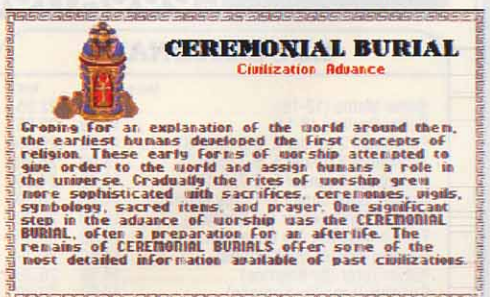 CEREMONIAL BURIAL
Civilization Advance
Groping for an explanation of the world around them,
the earliest humans developed the first concepts of
religion. These early forms of worship attempted to
give order to the world and assign humans a role in
the universe. Gradually the rites of worship grew
more sophisticated with sacrifices, ceremonies, vigils,
symbology, sacred items, and prayer. One significant
step in the advance of worship was the CEREMONIAL
BURIAL, often a preparation for an afterlife. The
remains of CEREMONIAL BURIALS offer some of the
most detailed information available of past civilizations.